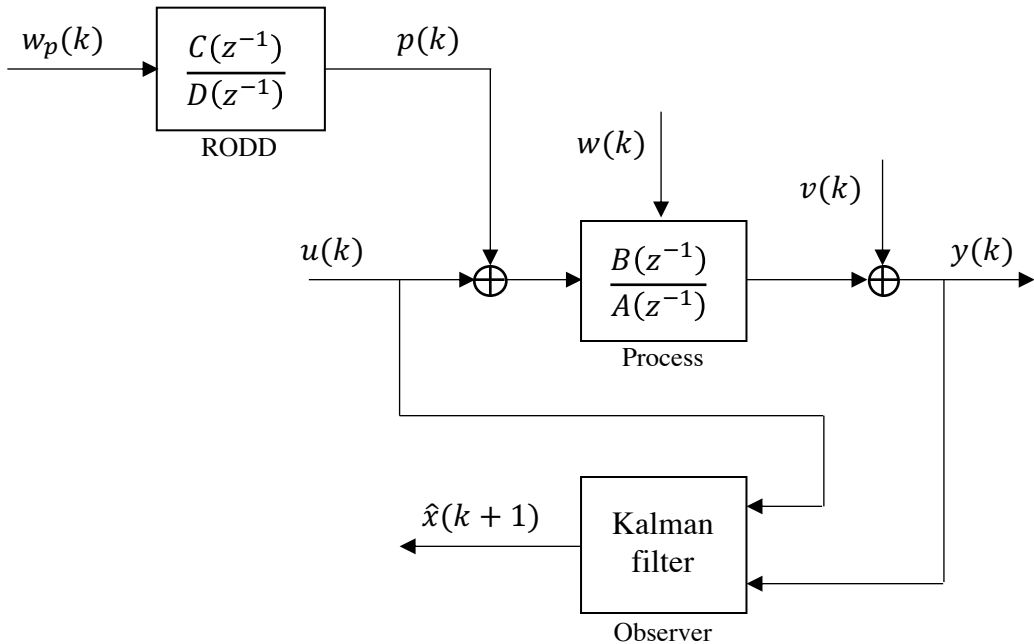 w_p(k)
C(z⁻¹)
D(z⁻¹)
RODD
p(k)
w(k)
v(k)
u(k)
B(z⁻¹)
A(z⁻¹)
Process
y(k)
x̂(k + 1)
Kalman
filter
Observer